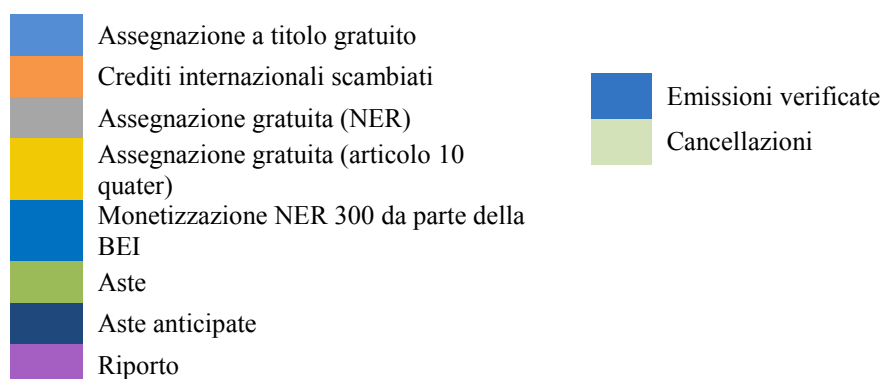 Assegnazione a titolo gratuito
Crediti internazionali scambiati
Assegnazione gratuita (NER)
Assegnazione gratuita (articolo 10
quater)
Monetizzazione NER 300 da parte della
BEI
Aste
Aste anticipate
Riporto
Emissioni verificate
Cancellazioni